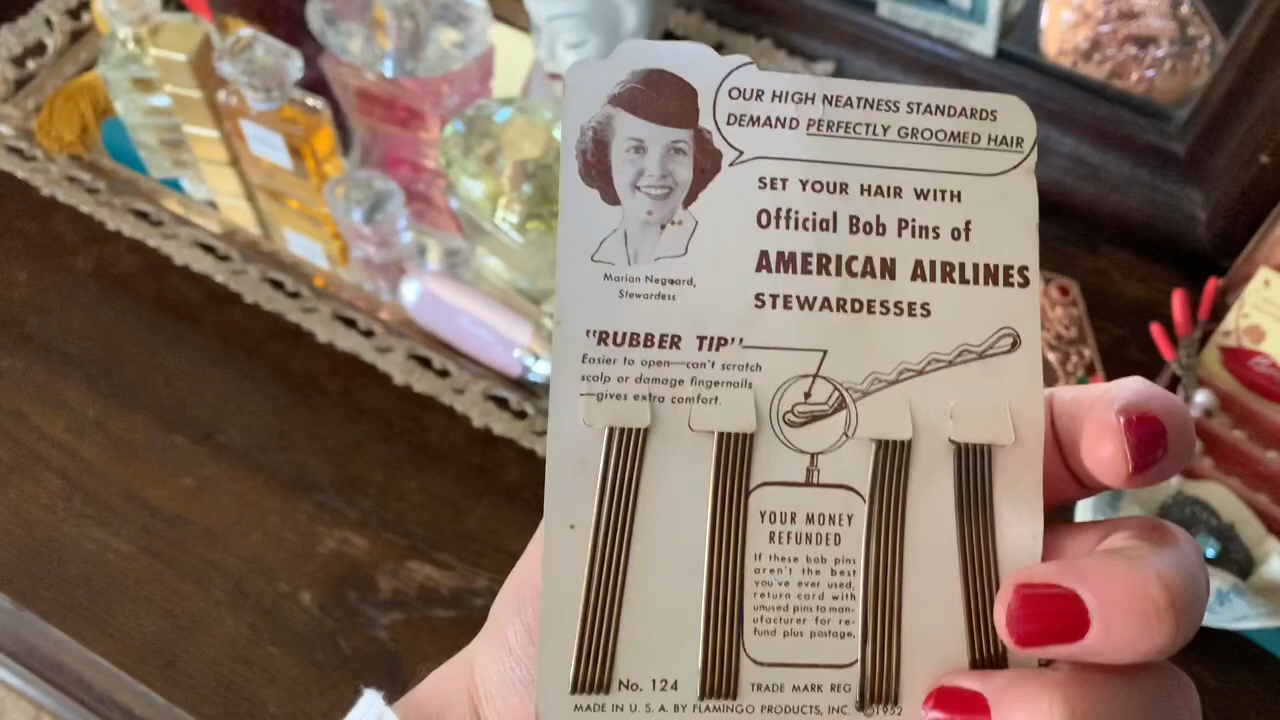 OUR HIGH NEATNESS STANDARDS
DEMAND PERFECTLY GROOMED HAIR
SET YOUR HAIR WITH
Official Bob Pins of
AMERICAN AIRLINES
STEWARDESSES
Marian Negaard,
Stewardess
"RUBBER TIP"
Easier to open—can't scratch
scalp or damage fingernails
—gives extra comfort.
YOUR MONEY
REFUNDED
If these bob pins
aren't the best
you've ever used,
return card with
unused pins to man-
ufacturer for re-
fund plus postage.
No. 124
TRADE MARK REG
MADE IN U. S. A. BY FLAMINGO PRODUCTS, INC. ©1952